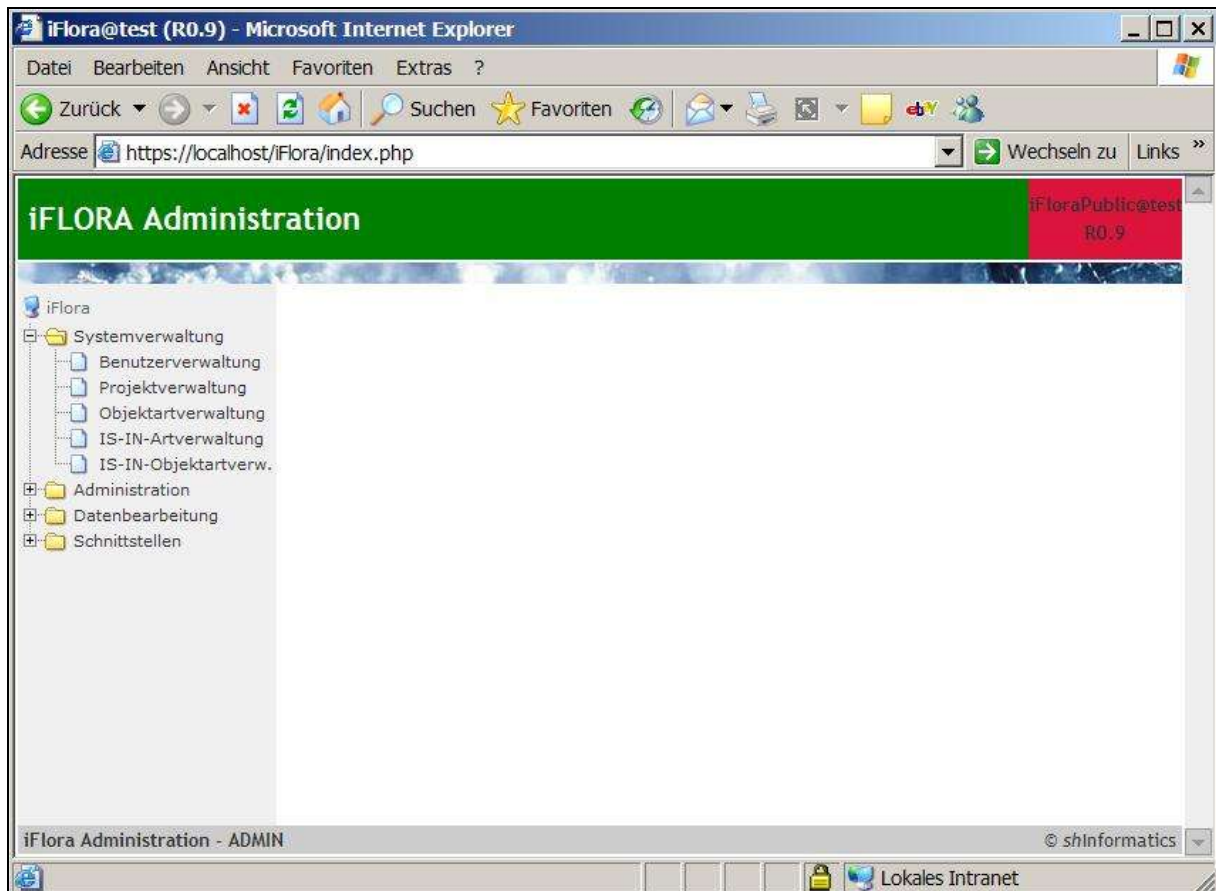 iFlora@test (R0.9) - Microsoft Internet Explorer
Datei Bearbeiten Ansicht Favoriten Extras ?
Zurück Suchen Favoriten ebY
Adresse https://localhost/iFlora/index.php Wechseln zu Links »
iFLORA Administration
iFloraPublic@test
R0.9
iFlora
Systemverwaltung
Benutzerverwaltung
Projektverwaltung
Objektartverwaltung
IS-IN-Artverwaltung
IS-IN-Objektartverw.
Administration
Datenbearbeitung
Schnittstellen
iFlora Administration - ADMIN © shInformatics
Lokales Intranet